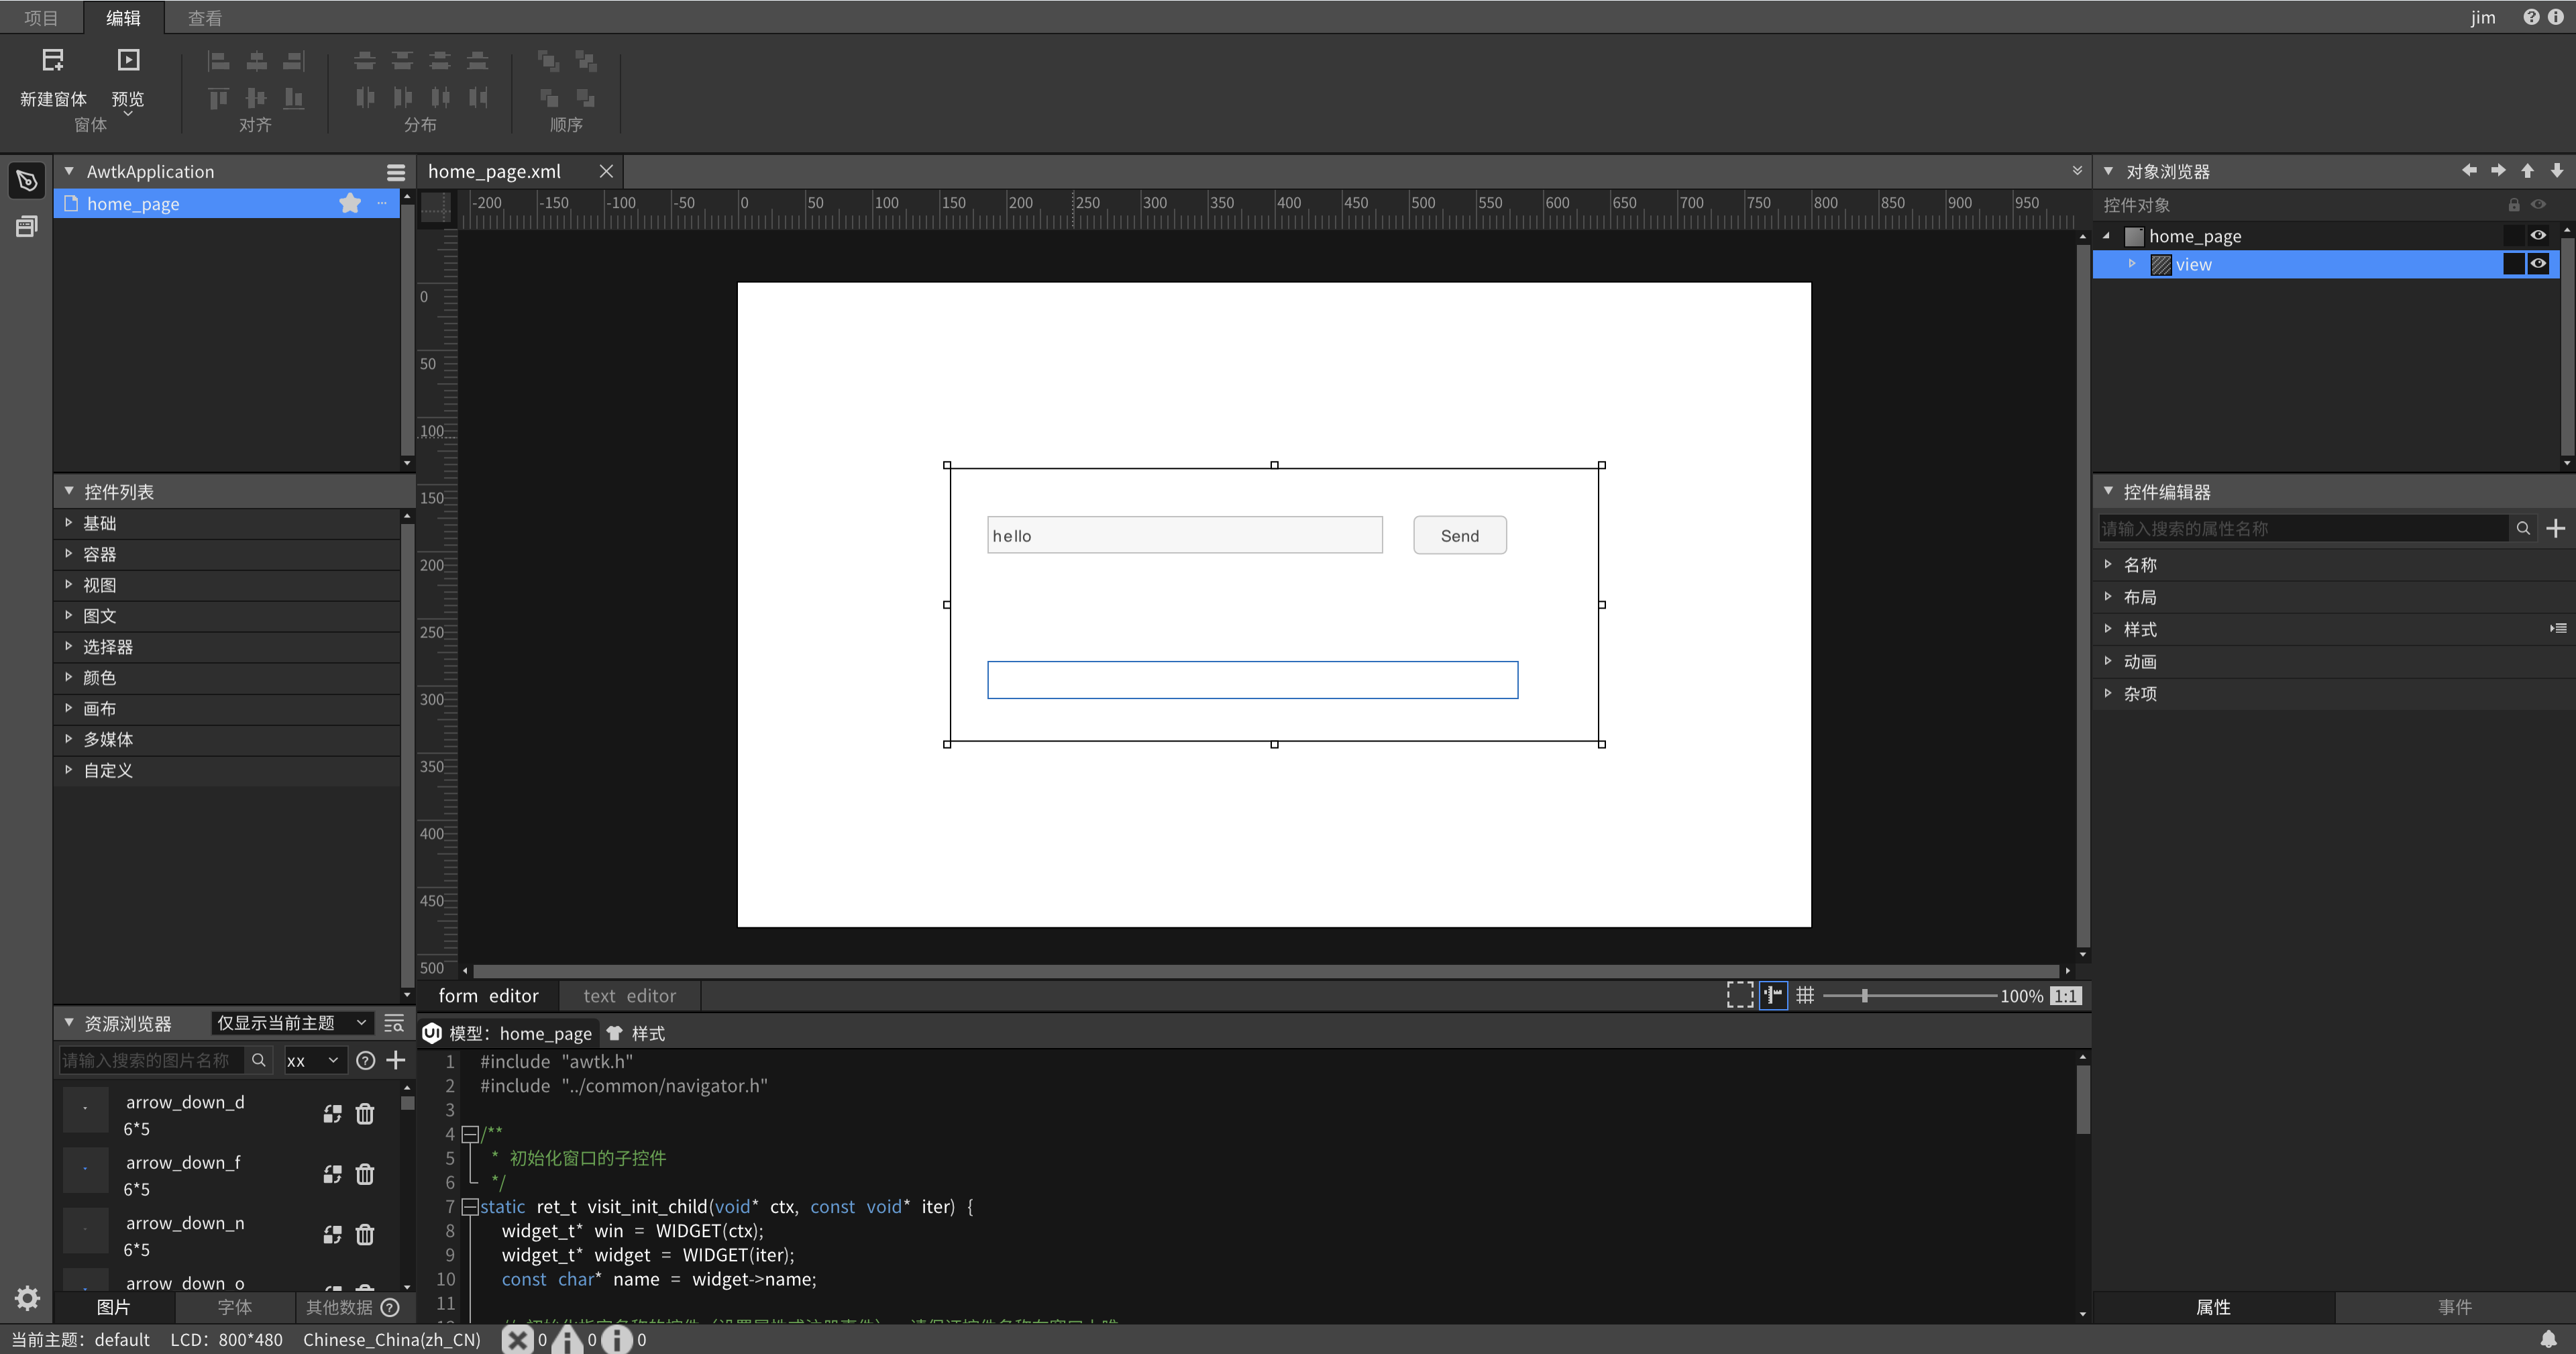 项目 编辑 查看 jim
新建窗体 预览
窗体 对齐 分布 顺序
AwtkApplication
home_page
home_page.xml
-200 -150 -100 -50 0 50 100 150 200 250 300 350 400 450 500 550 600 650 700 750 800 850 900 950
0
50
100
150
200
250
300
350
400
450
500
hello
Send
对象浏览器
控件对象
home_page
view
控件列表
基础
容器
视图
图文
选择器
颜色
画布
多媒体
自定义
控件编辑器
请输入搜索的属性名称
名称
布局
样式
动画
杂项
form editor text editor
100% 1:1
资源浏览器 仅显示当前主题
请输入搜索的图片名称 xx
arrow_down_d
6*5
arrow_down_f
6*5
arrow_down_n
6*5
arrow_down_o
图片 字体 其他数据
模型: home_page 样式
1 #include "awtk.h"
2 #include "../common/navigator.h"
3
4 /**
5 * 初始化窗口的子控件
6 */
7 static ret_t visit_init_child(void* ctx, const void* iter) {
8 widget_t* win = WIDGET(ctx);
9 widget_t* widget = WIDGET(iter);
10 const char* name = widget->name;
11
属性 事件
当前主题: default LCD: 800*480 Chinese_China(zh_CN) 0 0 0